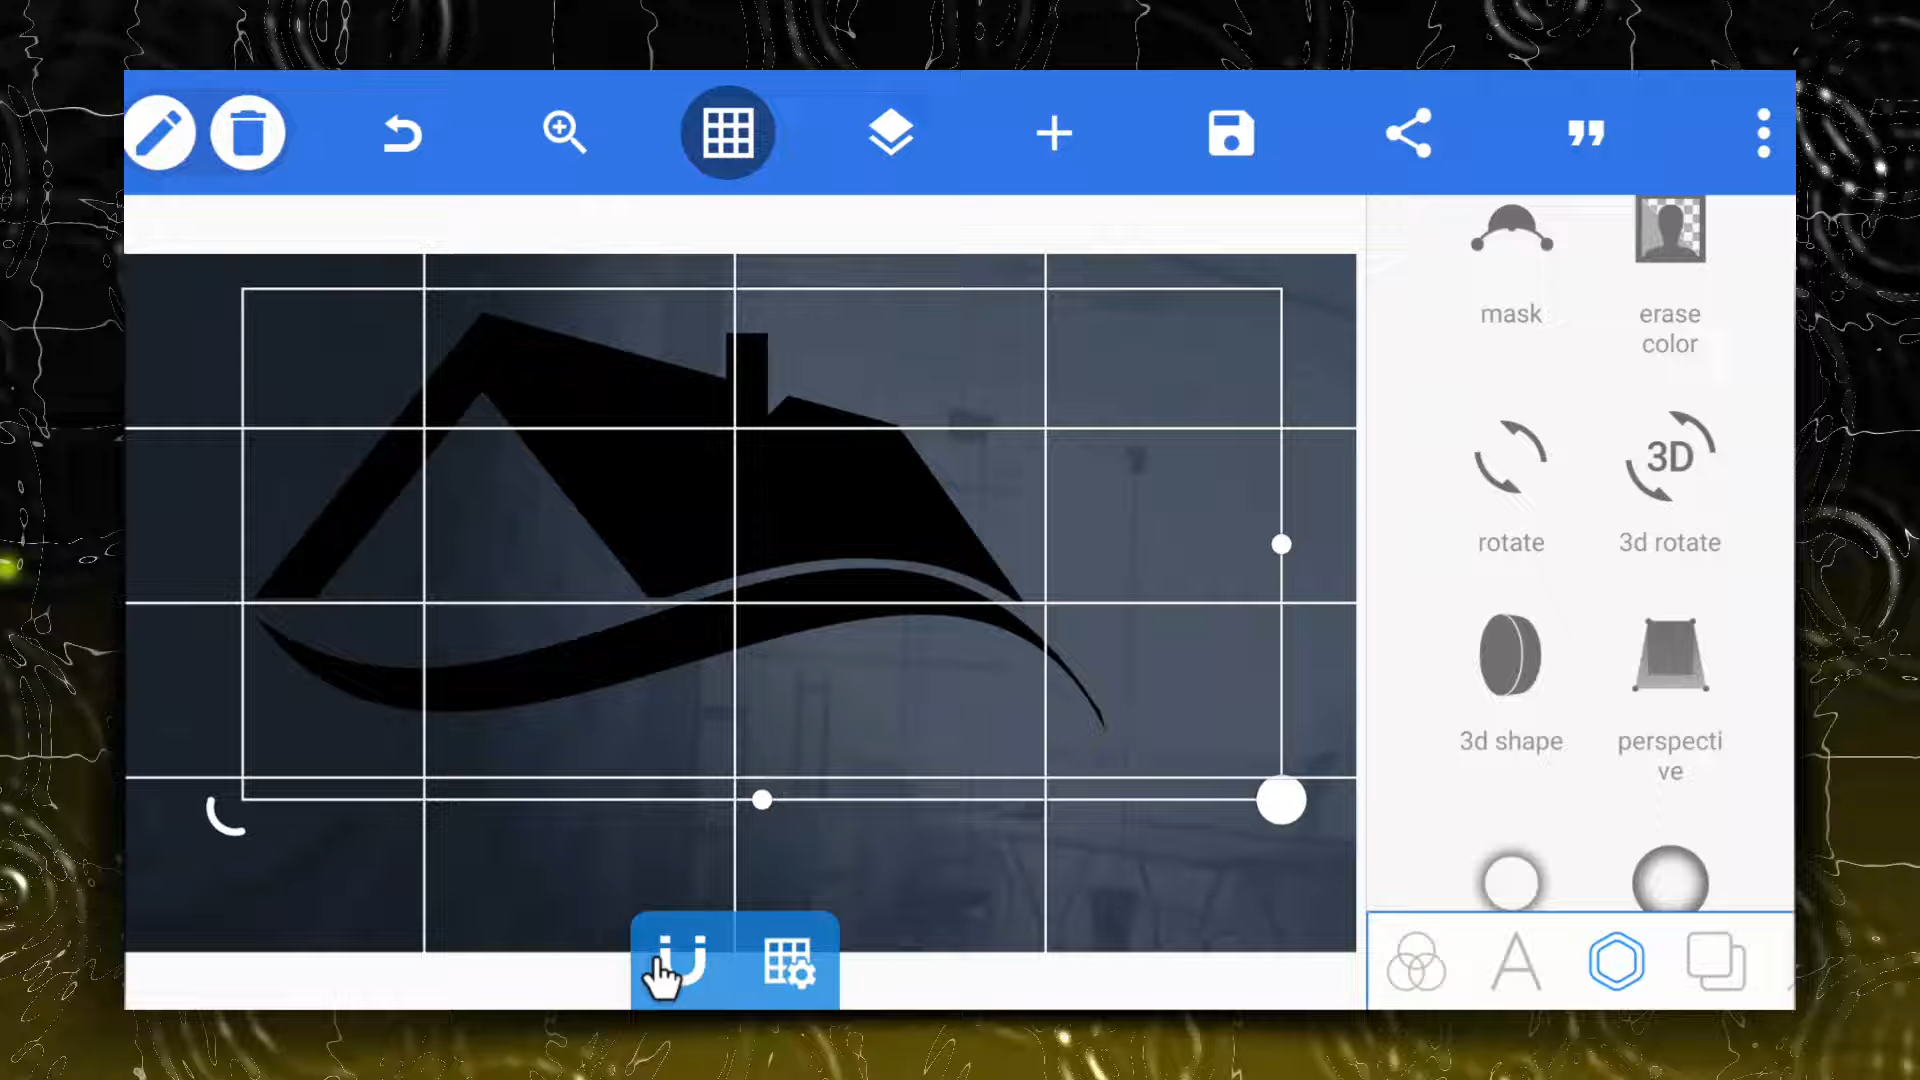 mask
erase
color
rotate
3D
3d rotate
3d shape
perspecti
ve
A